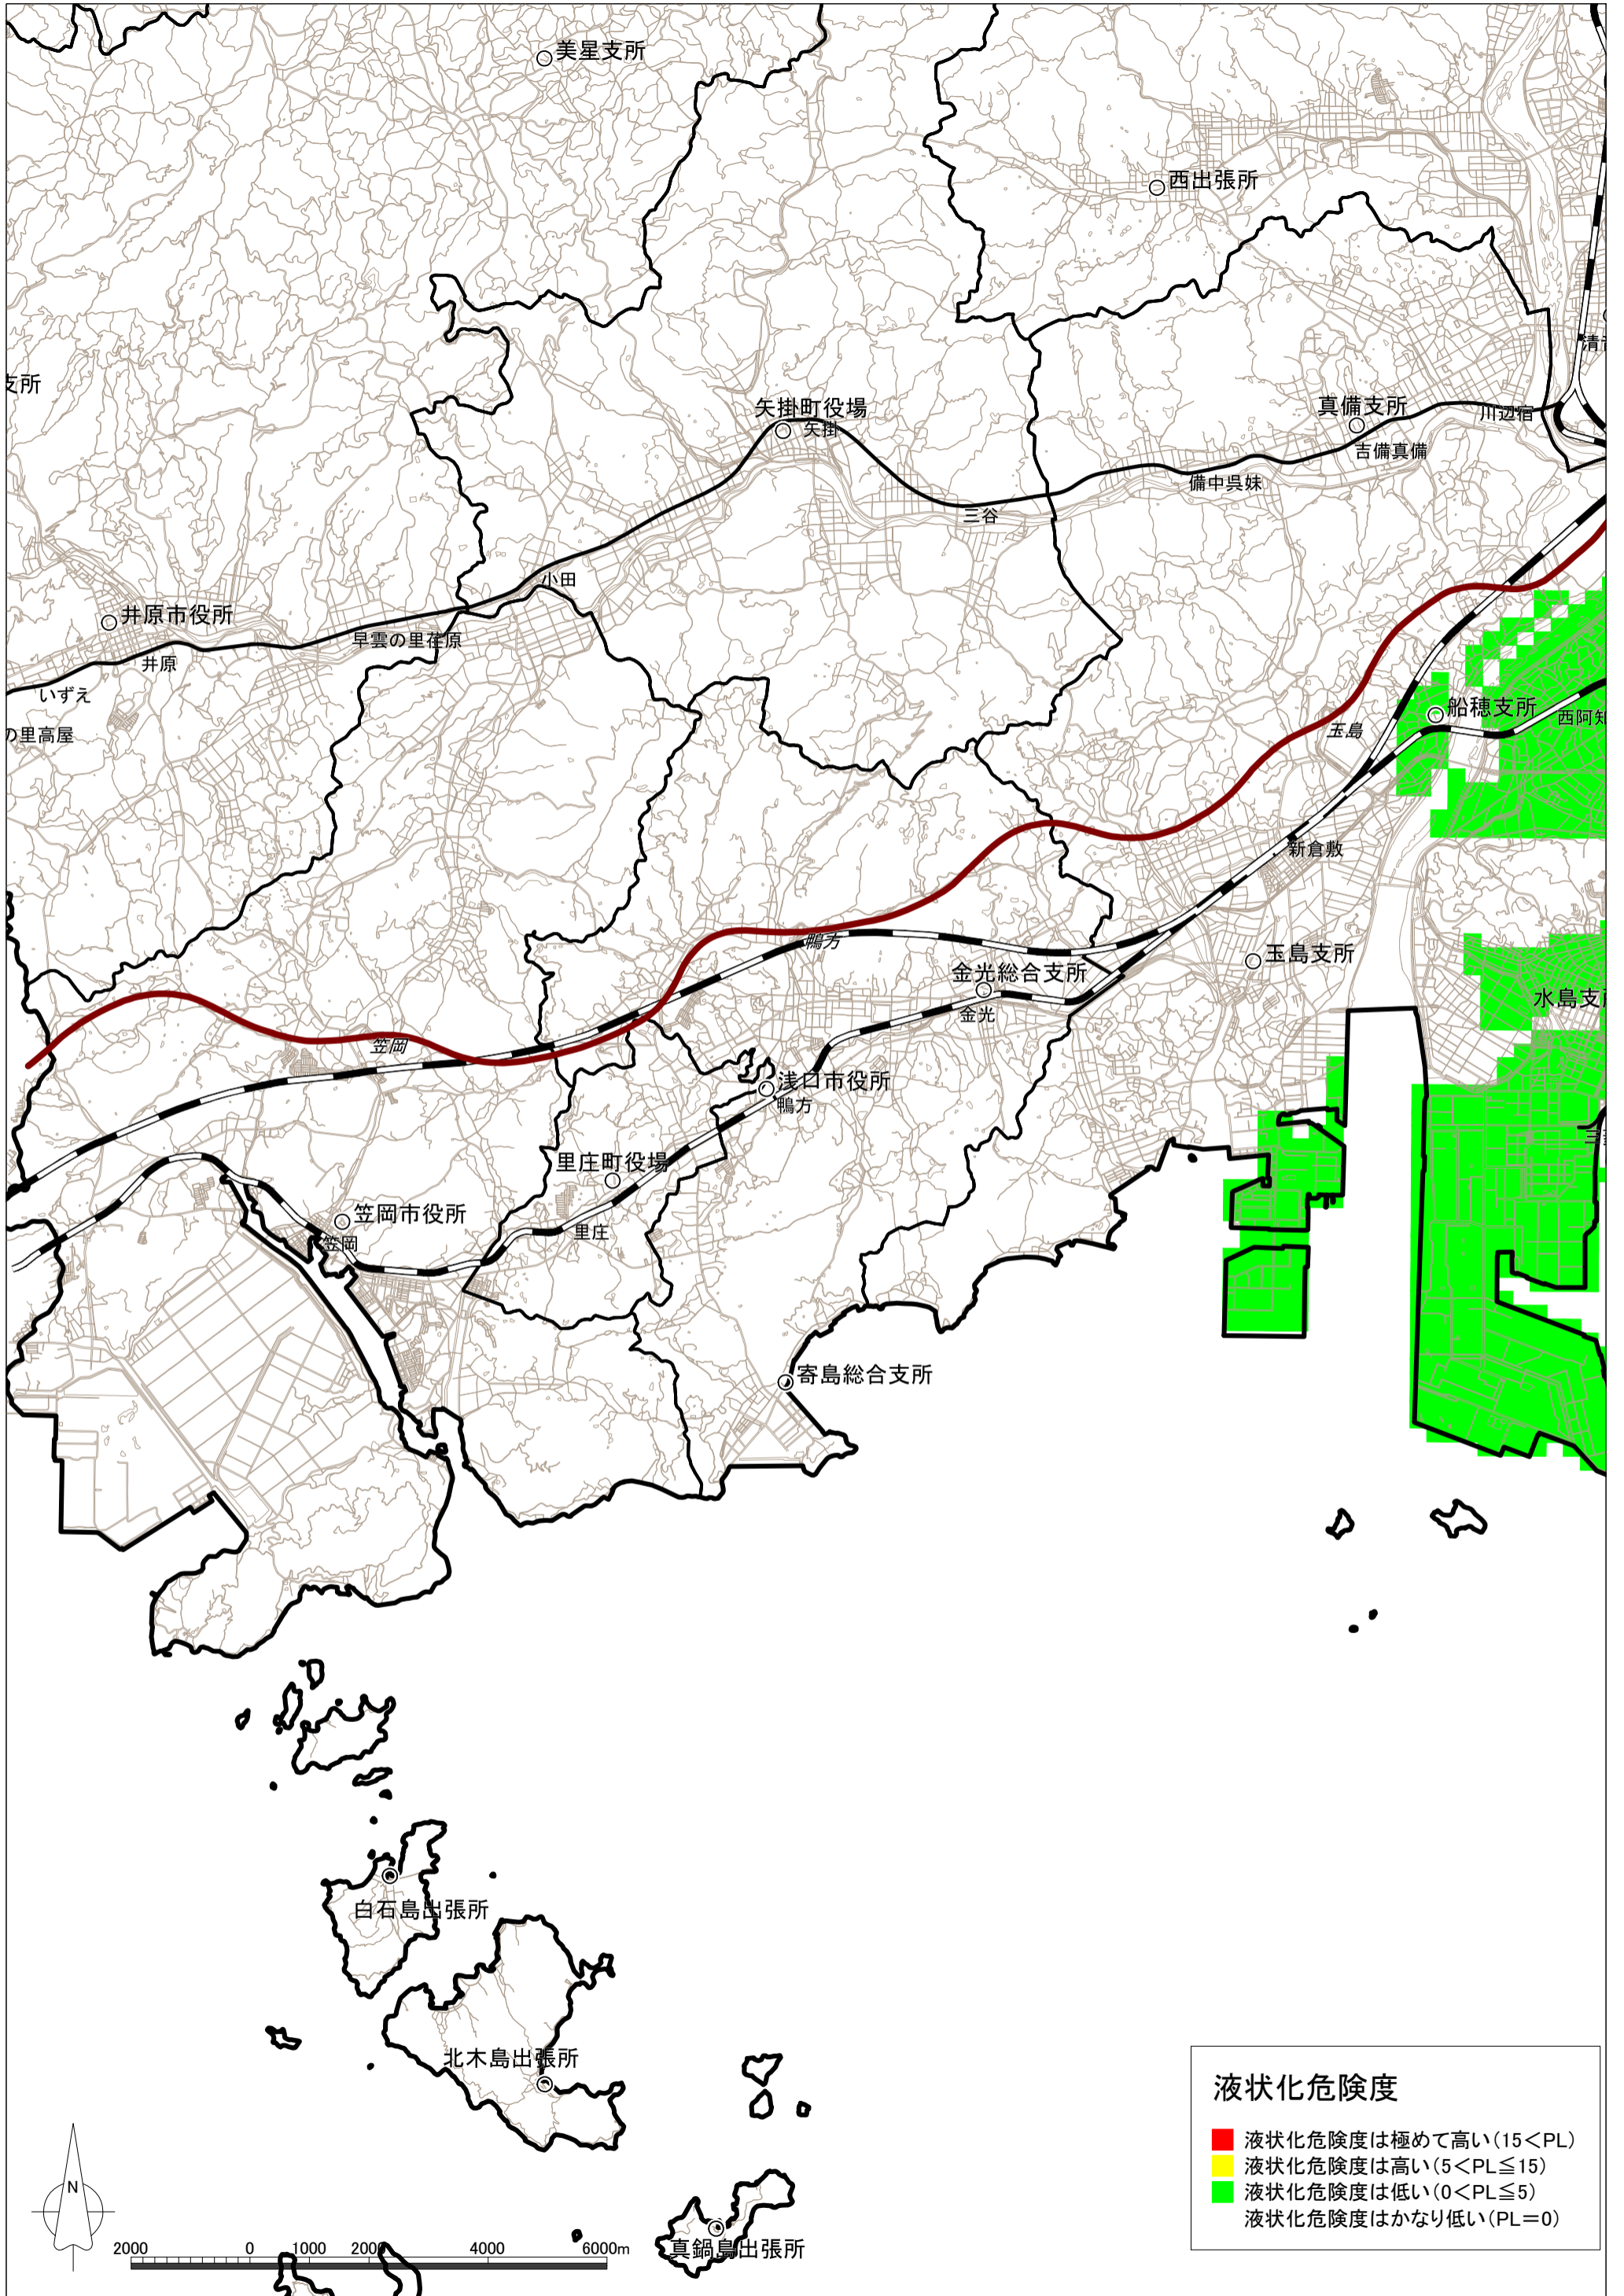 美星支所
西出張所
清音
支所
矢掛町役場
矢掛
真備支所
川辺宿
吉備真備
備中呉妹
三谷
小田
井原市役所
早雲の里荏原
井原
いずえ
の里高屋
船穂支所
西阿知
玉島
新倉敷
鴨方
玉島支所
金光総合支所
金光
水島支所
笠岡
浅口市役所
鴨方
里庄町役場
里庄
笠岡市役所
笠岡
寄島総合支所
白石島出張所
北木島出張所
真鍋島出張所
液状化危険度
液状化危険度は極めて高い(15<PL)
液状化危険度は高い(5<PL≦15)
液状化危険度は低い(0<PL≦5)
液状化危険度はかなり低い(PL=0)
N
2000 0 1000 2000 4000 6000m